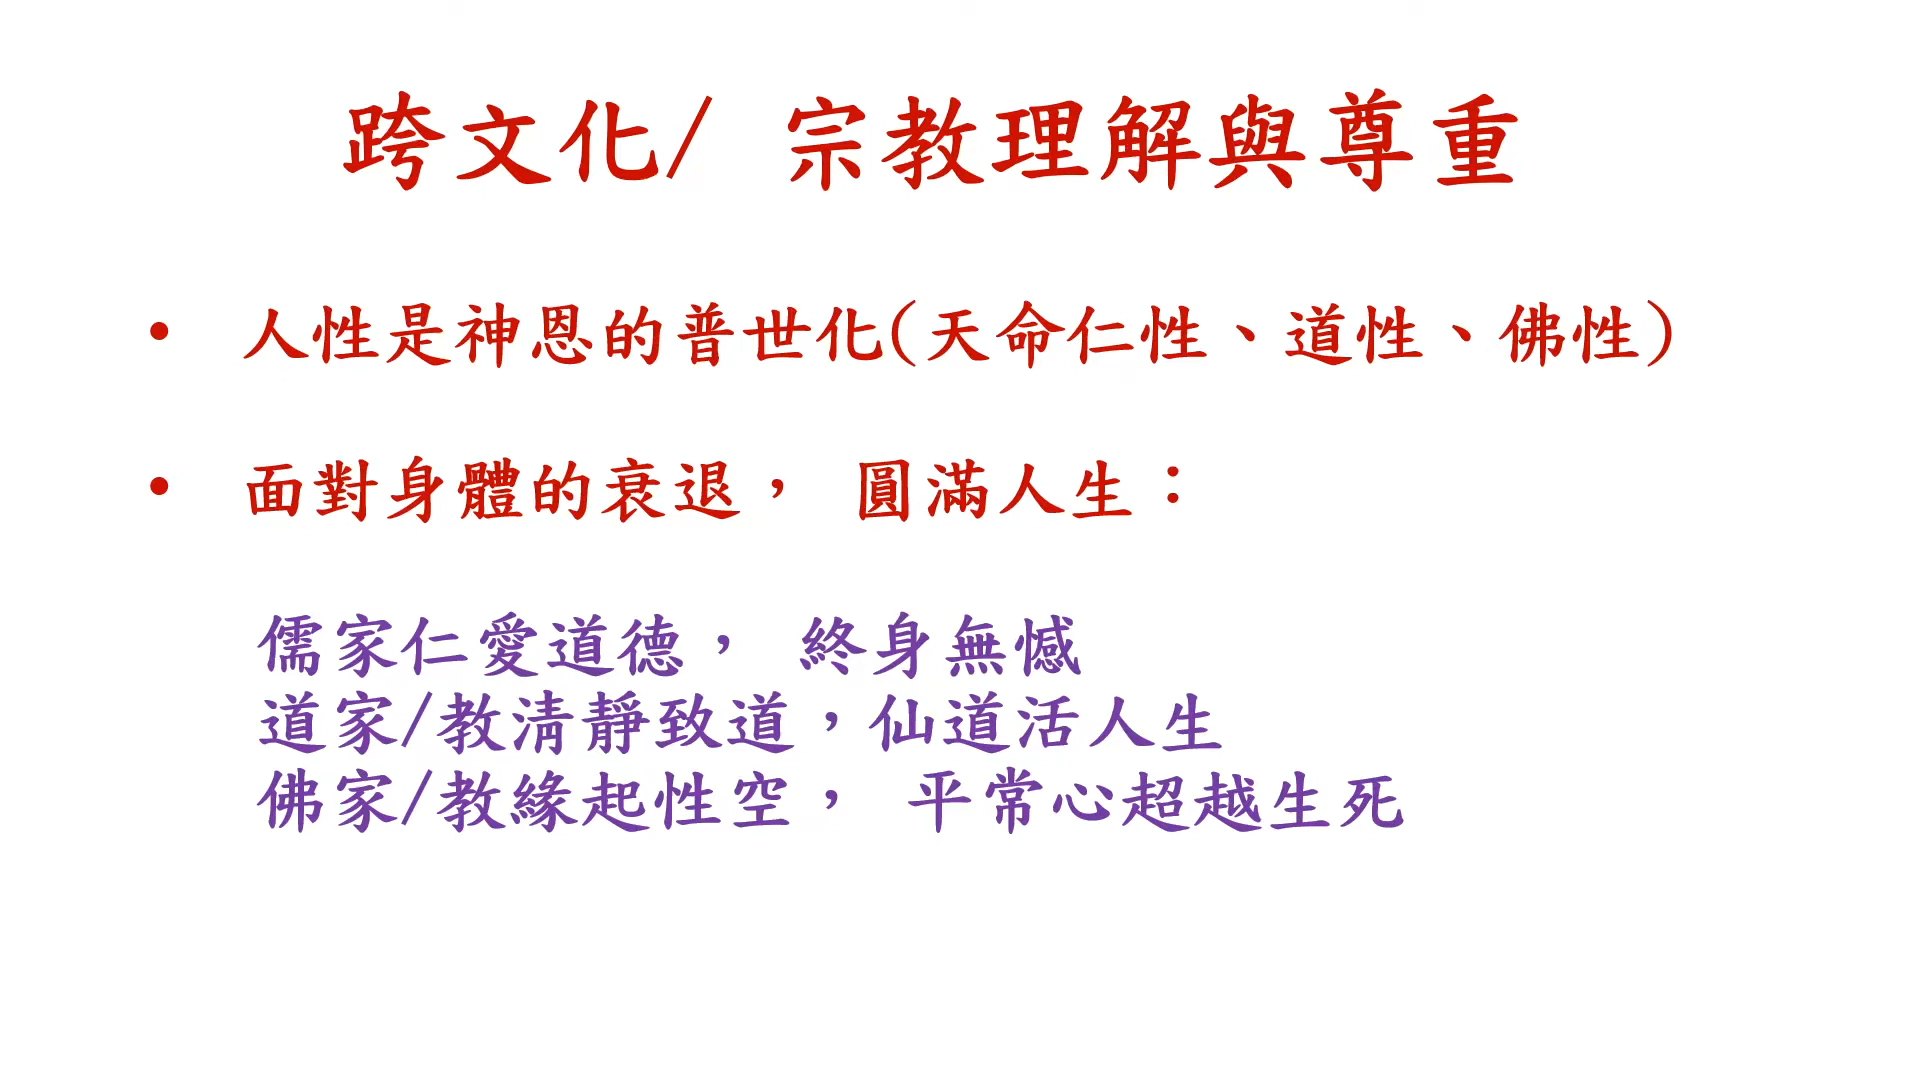 跨文化/ 宗教理解與尊重
• 人性是神恩的普世化(天命仁性、道性、佛性)
• 面對身體的衰退， 圓滿人生：
儒家仁愛道德， 終身無憾
道家/教清靜致道，仙道活人生
佛家/教緣起性空， 平常心超越生死